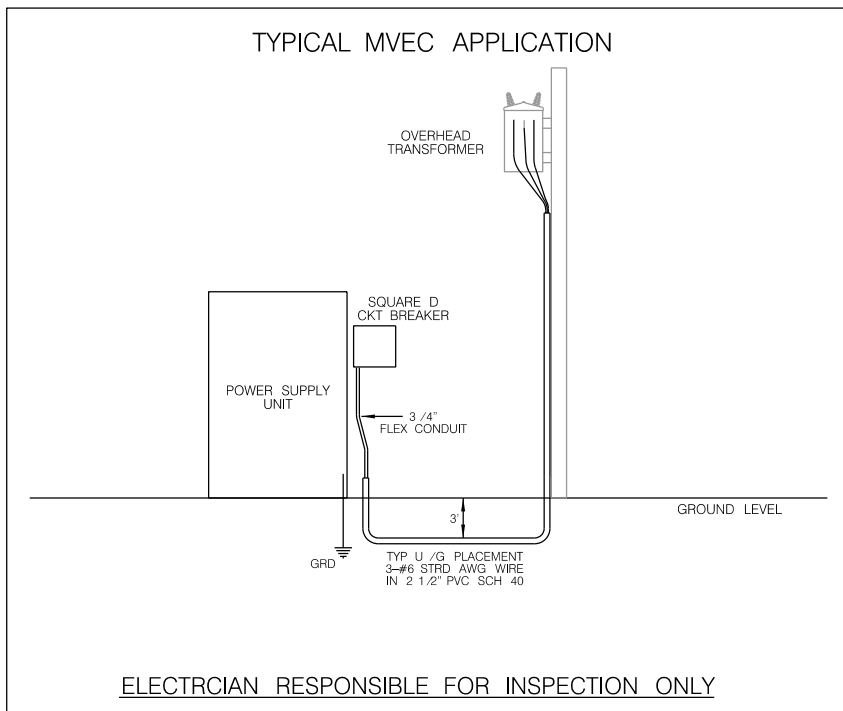 TYPICAL MVEC APPLICATION
OVERHEAD
TRANSFORMER
SQUARE D
CKT BREAKER
POWER SUPPLY
UNIT
3 /4"
FLEX CONDUIT
GROUND LEVEL
3'
GRD
TYP U /G PLACEMENT
3-#6 STRD AWG WIRE
IN 2 1/2" PVC SCH 40
ELECTRCIAN RESPONSIBLE FOR INSPECTION ONLY